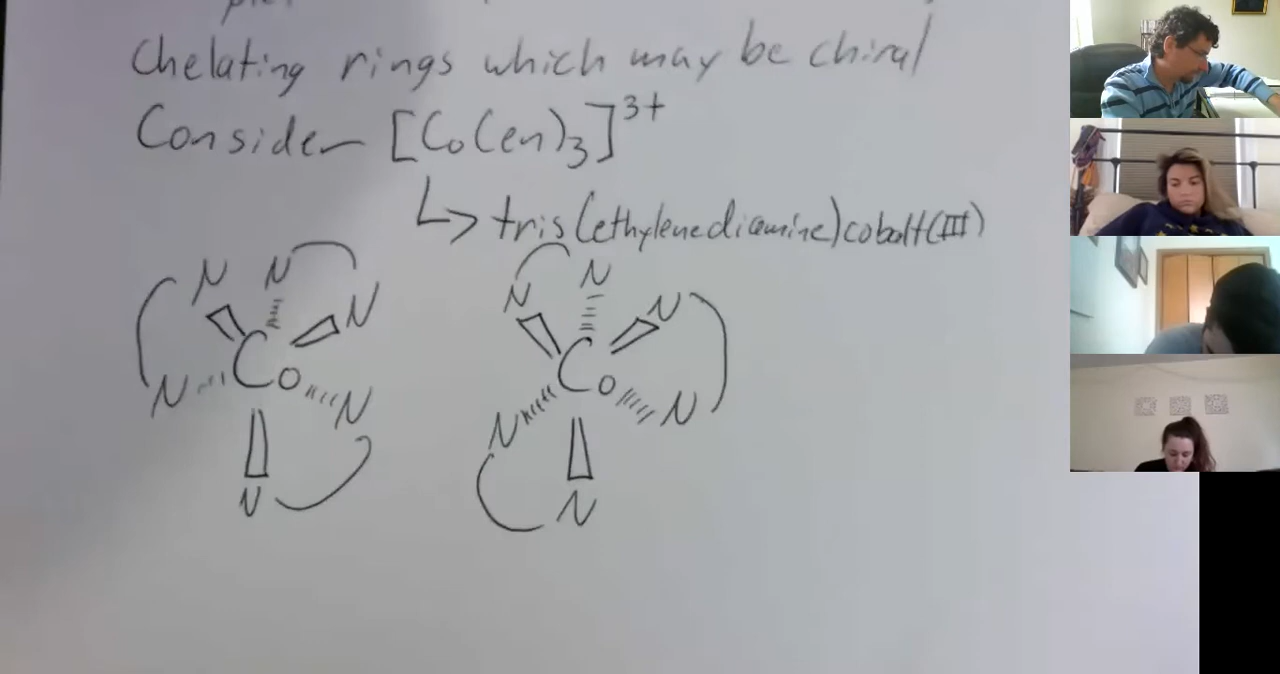 Chelating rings which may be chiral
Consider [Co(en)3]3+
↳ tris(ethylenediamine)cobalt(III)
N N N
N
N Co N
N
N N N
Co
N N
N